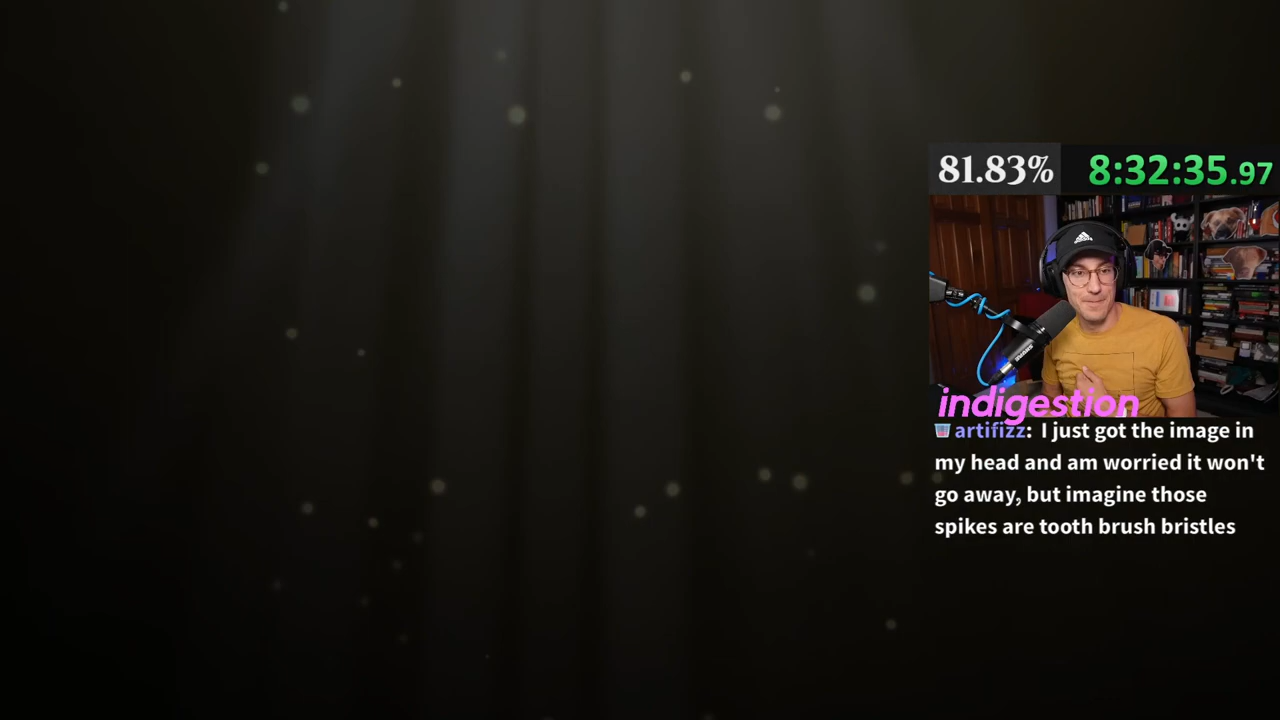 81.83% 8:32:35.97
indigestion
artifizz: I just got the image in
my head and am worried it won't
go away, but imagine those
spikes are tooth brush bristles